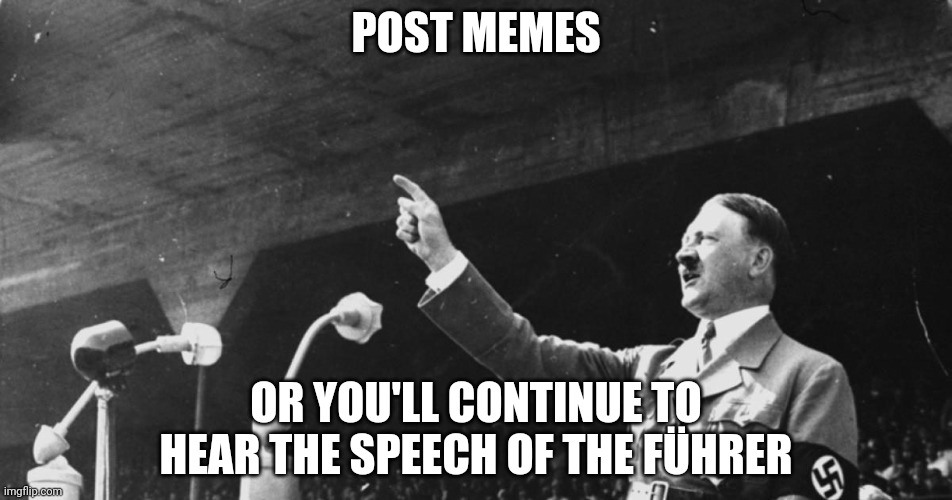 POST MEMES
OR YOU'LL CONTINUE TO
HEAR THE SPEECH OF THE FÜHRER
imgflip.com